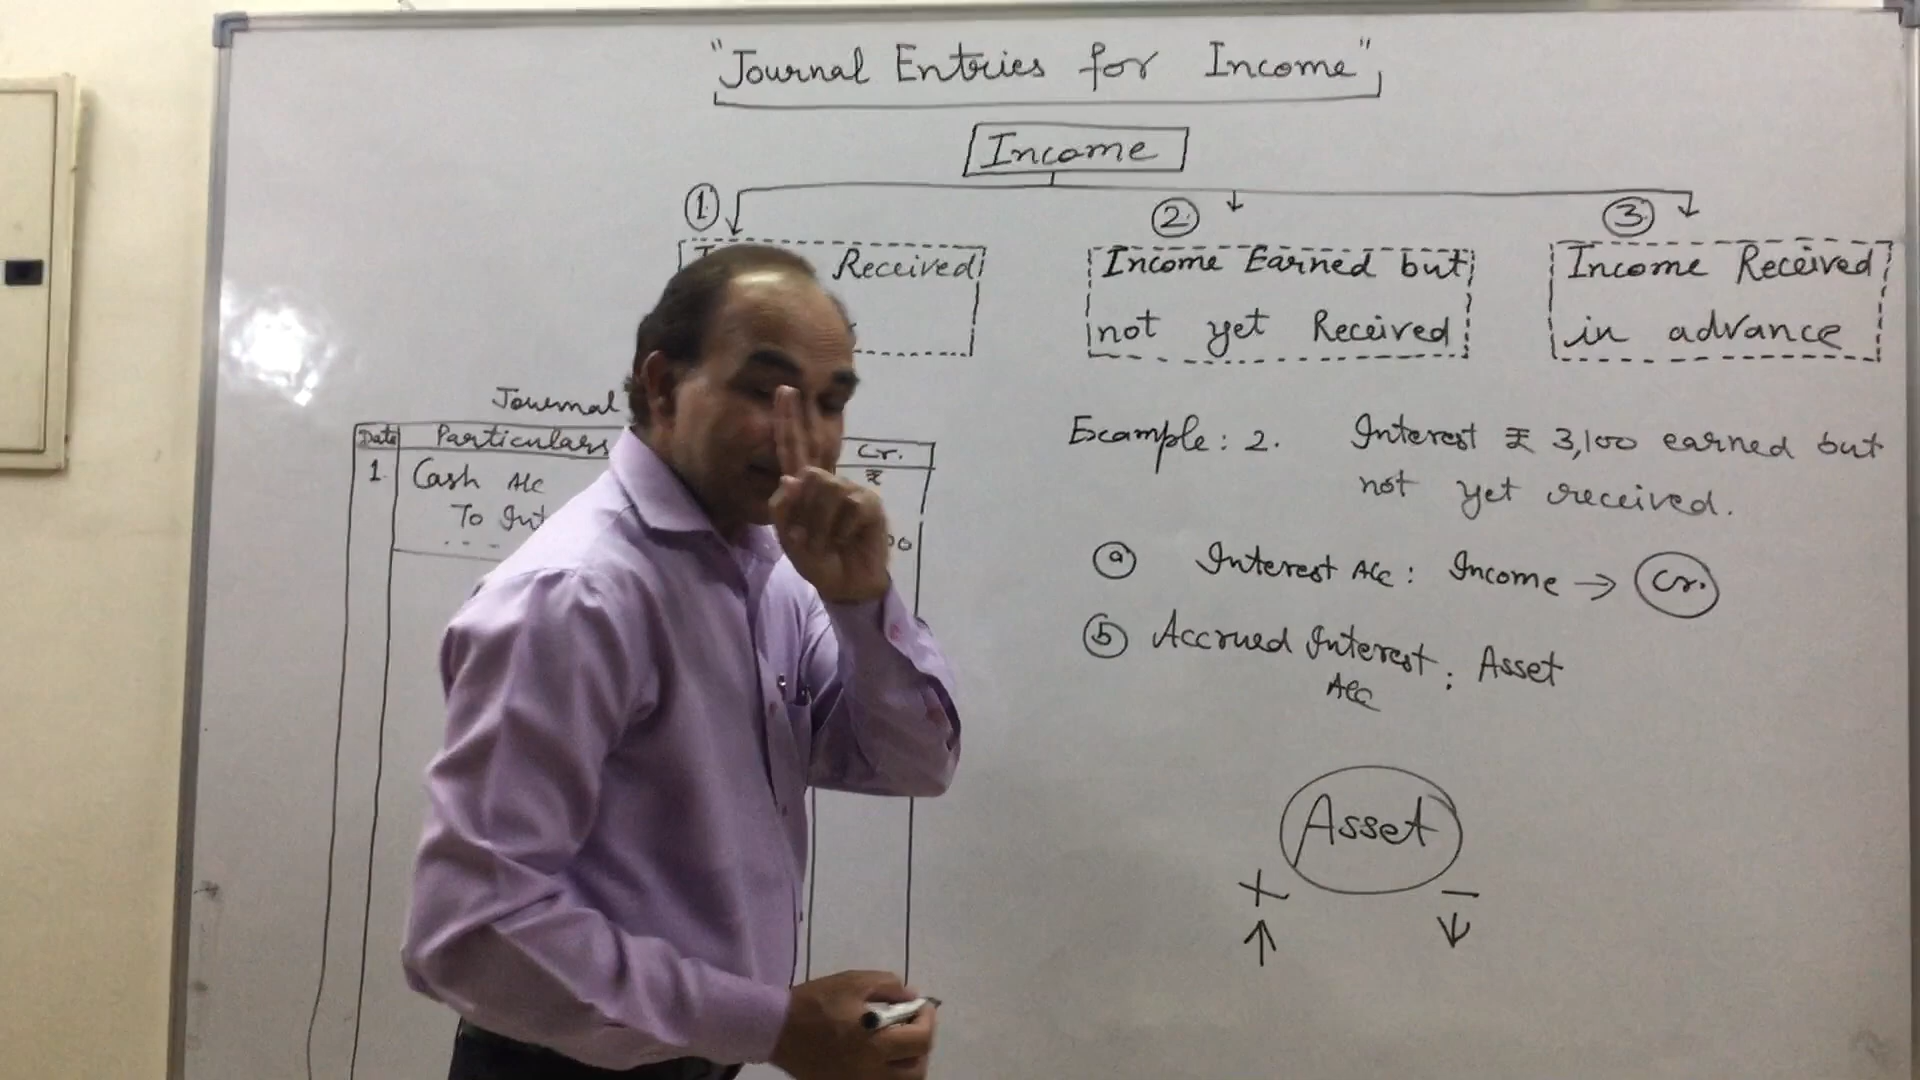 "Journal Entries for Income"
Income
1. 2. 3.
Received
Income Earned but
not yet Received
Income Received
in advance
Journal
Date Particulars Cr.
₹
1 Cash A/c
To Int
Example: 2. Interest ₹ 3,100 earned but
not yet received.
a Interest A/c: Income → Cr.
b Accrued Interest A/c : Asset
Asset
+ −
↑ ↓